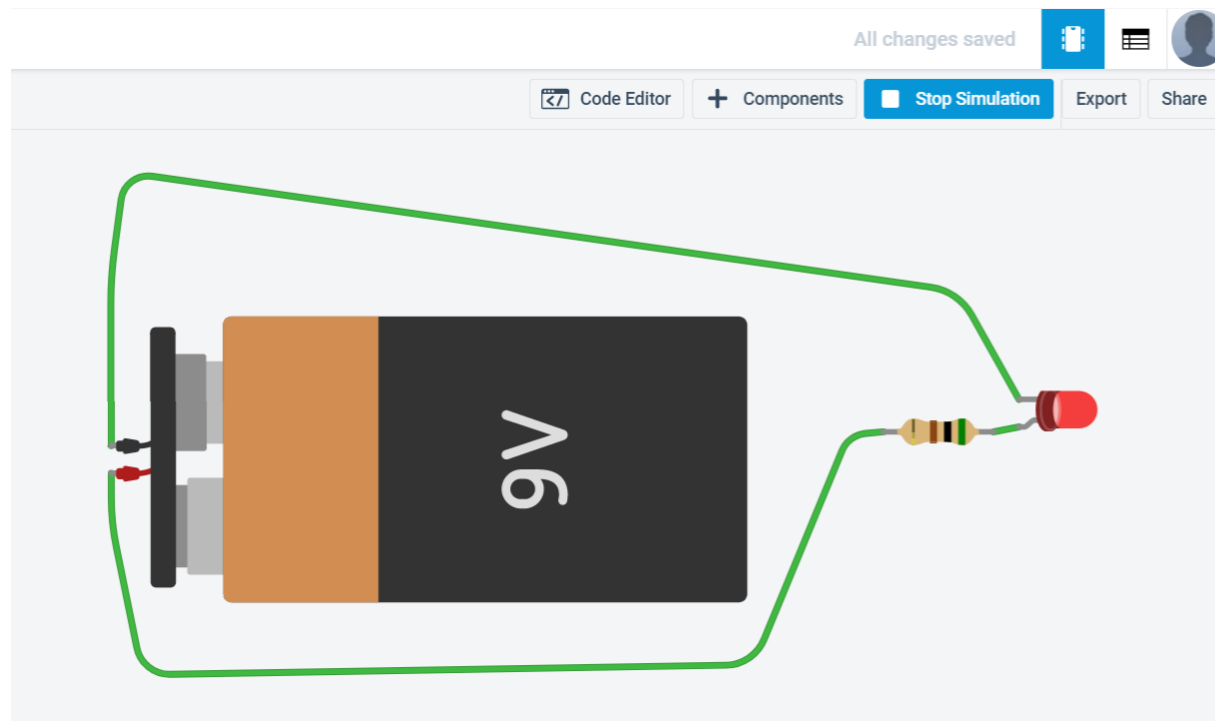 All changes saved
Code Editor
Components
Stop Simulation
Export
Share
9V